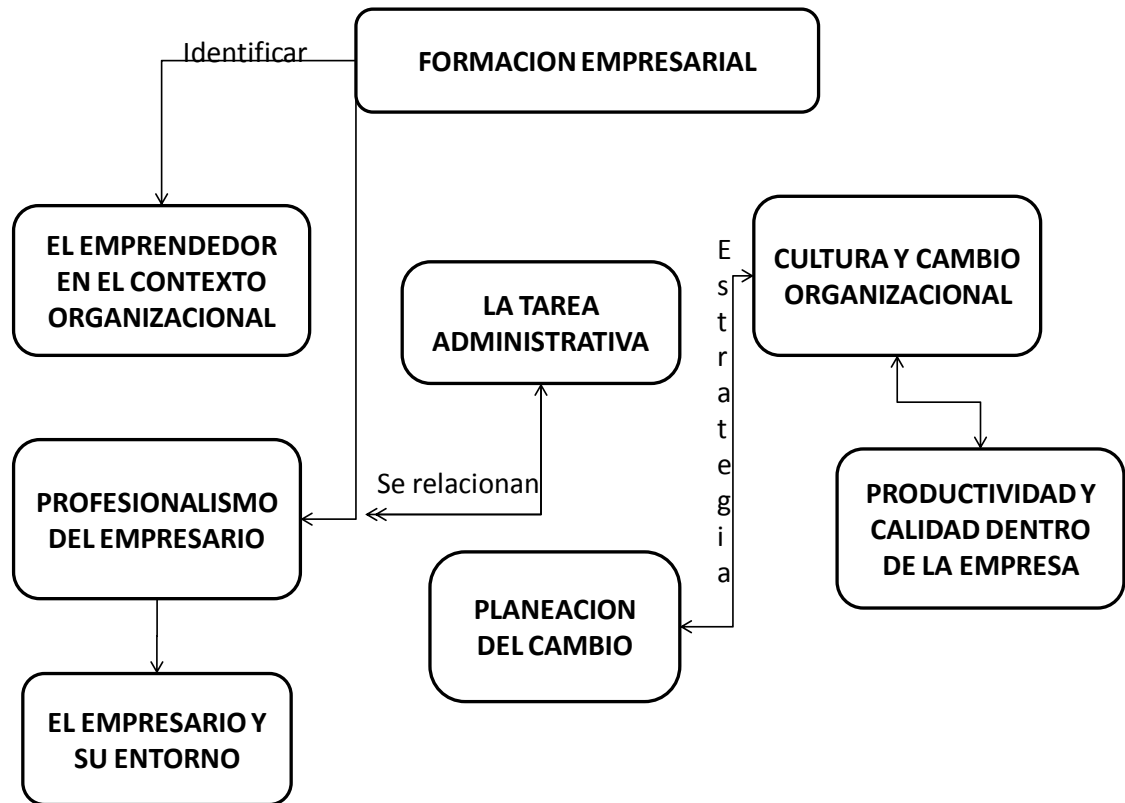 Identificar
FORMACION EMPRESARIAL
EL EMPRENDEDOR
EN EL CONTEXTO
ORGANIZACIONAL
LA TAREA
ADMINISTRATIVA
Estrategia
CULTURA Y CAMBIO
ORGANIZACIONAL
PROFESIONALISMO
DEL EMPRESARIO
Se relacionan
PRODUCTIVIDAD Y
CALIDAD DENTRO
DE LA EMPRESA
PLANEACION
DEL CAMBIO
EL EMPRESARIO Y
SU ENTORNO